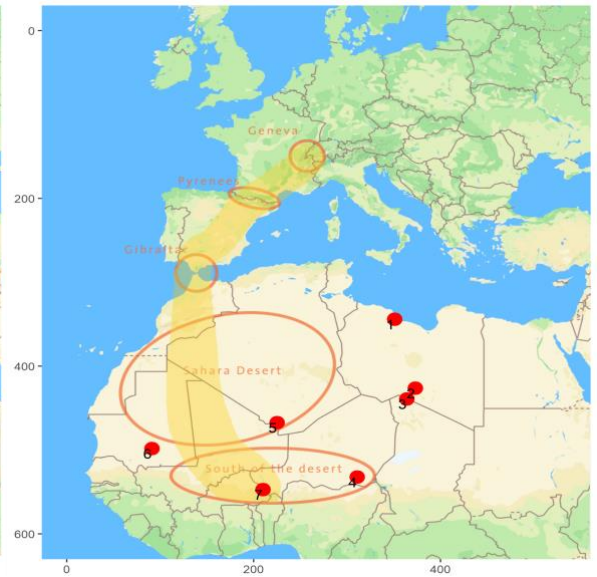 0
Geneva
Pyrenees
200
Gibraltar
1
400
Sahara Desert
2
3
5
6
South of the desert
4
7
600
0
200
400